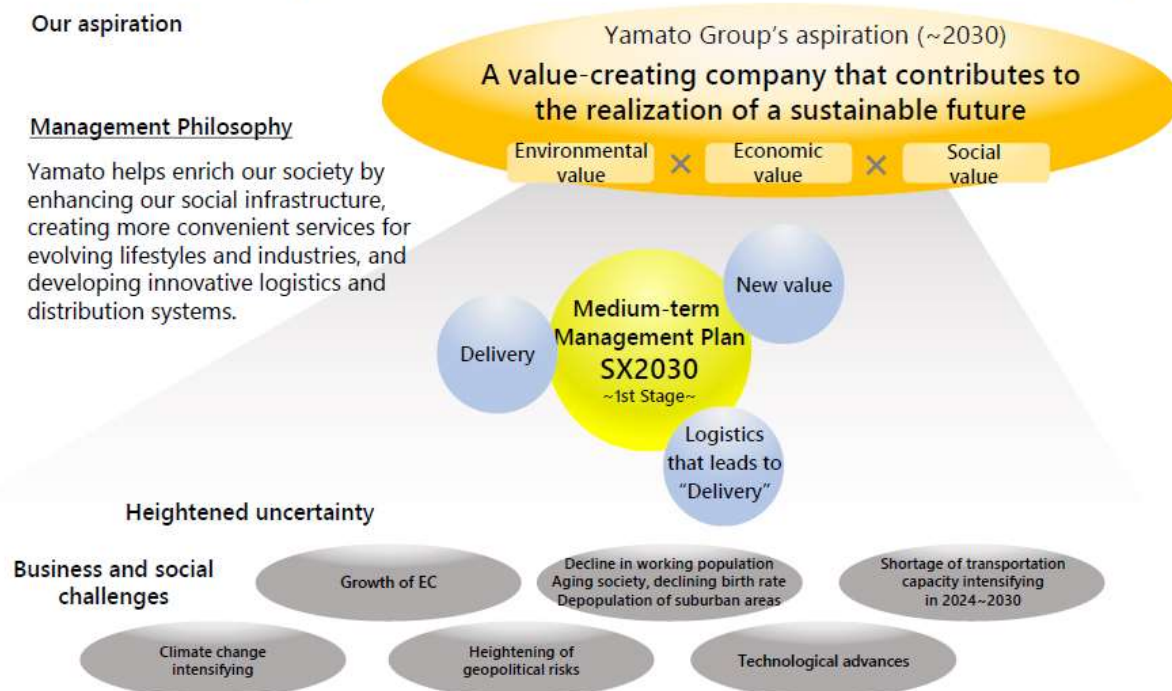 Our aspiration
Yamato Group's aspiration (~2030)
A value-creating company that contributes to
the realization of a sustainable future
Environmental
value
×
Economic
value
×
Social
value
Management Philosophy
Yamato helps enrich our society by
enhancing our social infrastructure,
creating more convenient services for
evolving lifestyles and industries, and
developing innovative logistics and
distribution systems.
New value
Medium-term
Management Plan
SX2030
~1st Stage~
Delivery
Logistics
that leads to
“Delivery”
Heightened uncertainty
Business and social
challenges
Growth of EC
Decline in working population
Aging society, declining birth rate
Depopulation of suburban areas
Shortage of transportation
capacity intensifying
in 2024~2030
Climate change
intensifying
Heightening of
geopolitical risks
Technological advances